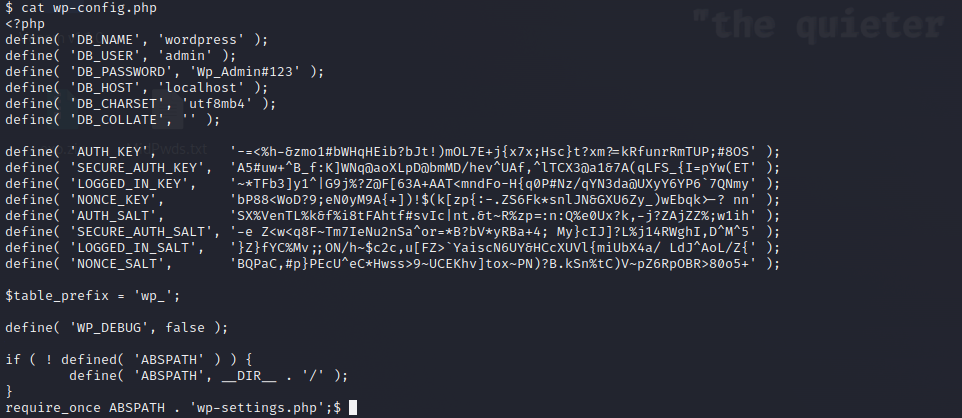 "the quieter
$ cat wp-config.php
<?php
define( 'DB_NAME', 'wordpress' );
define( 'DB_USER', 'admin' );
define( 'DB_PASSWORD', 'Wp_Admin#123' );
define( 'DB_HOST', 'localhost' );
define( 'DB_CHARSET', 'utf8mb4' );
define( 'DB_COLLATE', '' );
define( 'AUTH_KEY',         '-=<%h-&zmo1#bWHqHEib?bJt!)mOL7E+j{x7x;Hsc}t?xm?=kRfunrRmTUP;#8OS' );
define( 'SECURE_AUTH_KEY',  'A5#uw+^B_f:K]WNq@aoXLpD@bmMD/hev^UAf,^lTCX3@a1&7A(qLFS_{I=pYw(ET' );
define( 'LOGGED_IN_KEY',    '~*TFb3]y1^|G9j%?Z@F[63A+AAT<mndFo-H{q0P#Nz/qYN3da@UXyY6YP6`7QNmy' );
define( 'NONCE_KEY',        'bP88<WoD?9;eN0yM9A{+])!$(k[zp{:-.ZS6Fk*snlJN&GXU6Zy_)wEbqk>-? nn' );
define( 'AUTH_SALT',        'SX%VenTL%k&f%i8tFAhtf#svIc|nt.&t~R%zp=:n:Q%e0Ux?k,-j?ZAjZZ%;w1ih' );
define( 'SECURE_AUTH_SALT', '-e Z<w<q8F~Tm7IeNu2nSa^or=*B?bV*yRBa+4; My}cIJ]?L%j14RWghI,D^M^5' );
define( 'LOGGED_IN_SALT',   '}Z}fYC%Mv;;ON/h~$c2c,u[FZ>`YaiscN6UY&HCcXUVl{miUbX4a/ LdJ^AoL/Z{' );
define( 'NONCE_SALT',       'BQPaC,#p}PEcU^eC*Hwss>9~UCEKhv]tox~PN)?B.kSn%tC)V~pZ6RpOBR>80o5+' );
$table_prefix = 'wp_';
define( 'WP_DEBUG', false );
if ( ! defined( 'ABSPATH' ) ) {
        define( 'ABSPATH', __DIR__ . '/' );
}
require_once ABSPATH . 'wp-settings.php';$